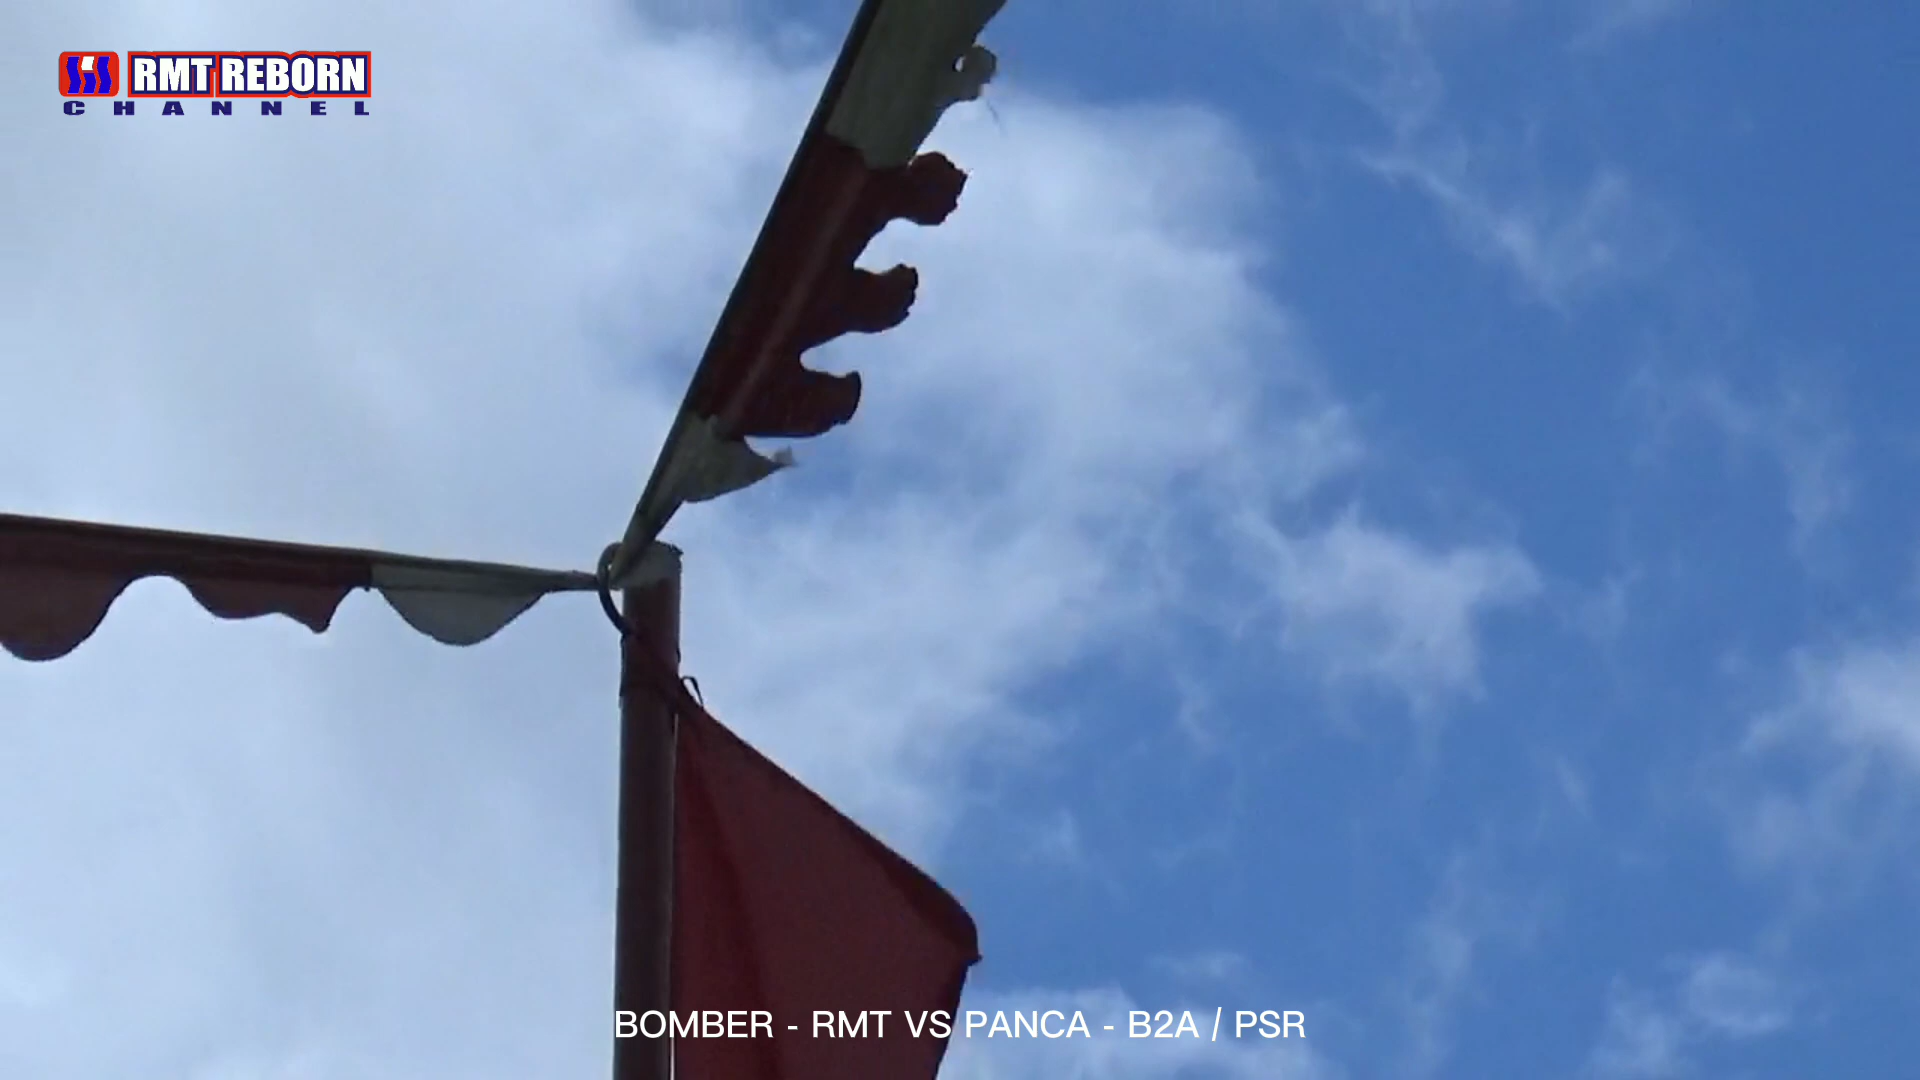 RMT REBORN
CHANNEL
BOMBER - RMT VS PANCA - B2A / PSR